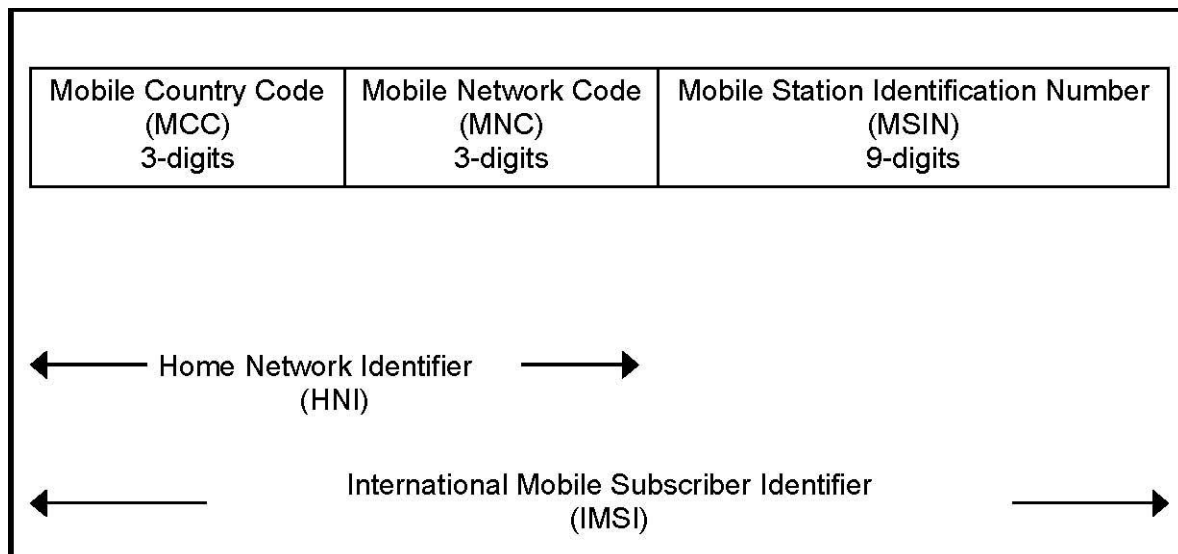 Mobile Country Code
(MCC)
3-digits
Mobile Network Code
(MNC)
3-digits
Mobile Station Identification Number
(MSIN)
9-digits
Home Network Identifier
(HNI)
International Mobile Subscriber Identifier
(IMSI)